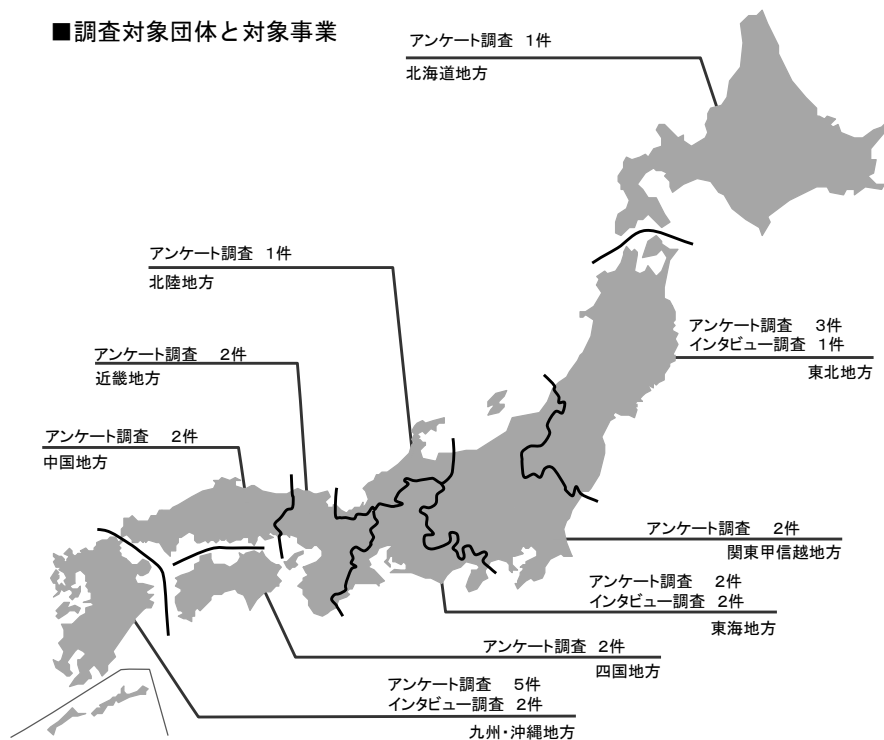 ■調査対象団体と対象事業
アンケート調査 1件
北海道地方
アンケート調査 1件
北陸地方
アンケート調査 3件
インタビュー調査 1件
東北地方
アンケート調査 2件
近畿地方
アンケート調査 2件
中国地方
アンケート調査 2件
関東甲信越地方
アンケート調査 2件
インタビュー調査 2件
東海地方
アンケート調査 2件
四国地方
アンケート調査 5件
インタビュー調査 2件
九州・沖縄地方